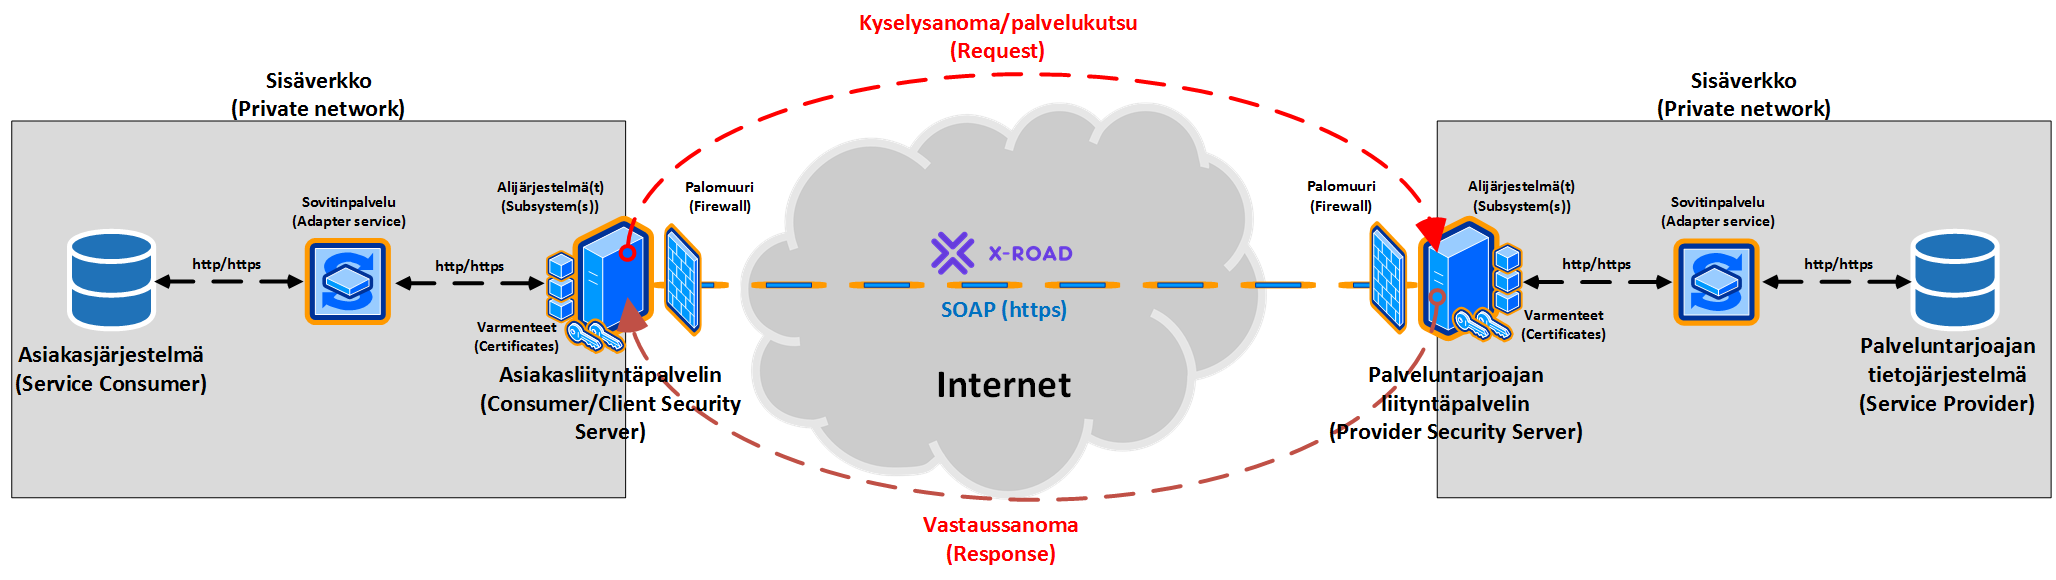 Kyselysanoma/palvelukutsu
(Request)
Sisäverkko
(Private network)
Sisäverkko
(Private network)
Alijärjestelmä(t)
(Subsystem(s))
Palomuuri
(Firewall)
Palomuuri
(Firewall)
Alijärjestelmä(t)
(Subsystem(s))
Sovitinpalvelu
(Adapter service)
Sovitinpalvelu
(Adapter service)
http/https
http/https
X-ROAD
http/https
http/https
SOAP (https)
Varmenteet
(Certificates)
Varmenteet
(Certificates)
Asiakasjärjestelmä
(Service Consumer)
Asiakasliityntäpalvelin
(Consumer/Client Security
Server)
Internet
Palveluntarjoajan
liityntäpalvelin
(Provider Security Server)
Palveluntarjoajan
tietojärjestelmä
(Service Provider)
Vastaussanoma
(Response)